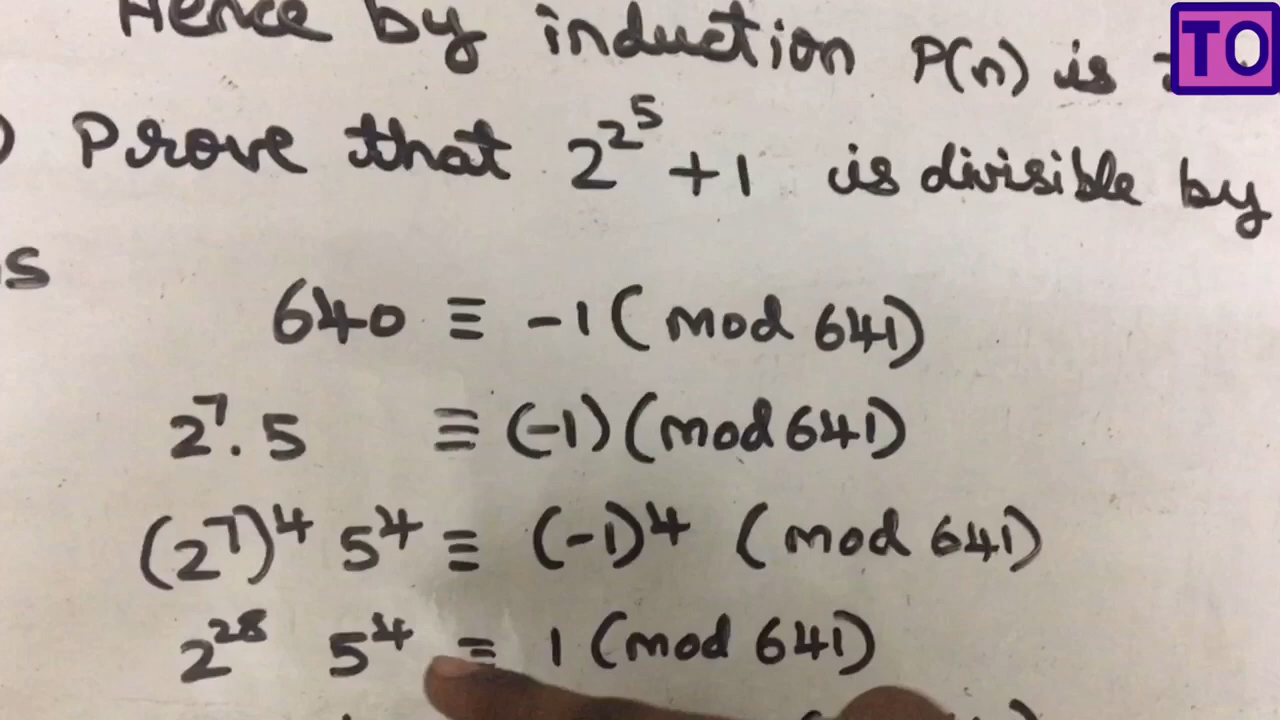 Hence by induction P(n) is
TO
) Prove that 2^{2^5} + 1 is divisible by
s
640 ≡ -1 ( mod 641)
2^7 . 5 ≡ (-1) (mod 641)
(2^7)^4 5^4 ≡ (-1)^4 ( mod 641)
2^{28} 5^4 ≡ 1 (mod 641)